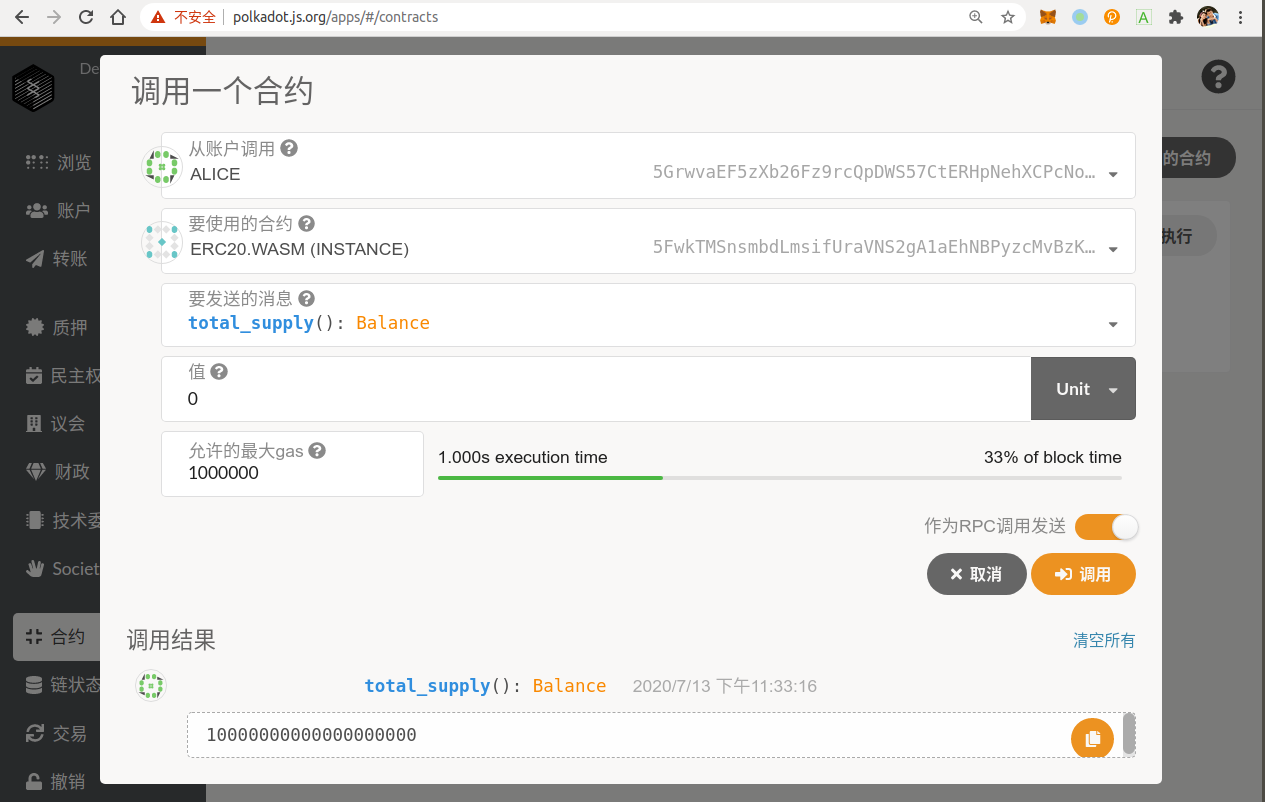 不安全 polkadot.js.org/apps/#/contracts
De
浏览
账户
转账
质押
民主权
议会
财政
技术委
Societ
合约
链状态
交易
撤销
的合约
执行
调用一个合约
从账户调用
ALICE 5GrwvaEF5zXb26Fz9rcQpDWS57CtERHpNehXCPcNo…
要使用的合约
ERC20.WASM (INSTANCE) 5FwkTMSnsmbdLmsifUraVNS2gA1aEhNBPyzcMvBzK…
要发送的消息
total_supply(): Balance
值
0
Unit
允许的最大gas
1000000
1.000s execution time 33% of block time
作为RPC调用发送
取消 调用
调用结果 清空所有
total_supply(): Balance 2020/7/13 下午11:33:16
10000000000000000000